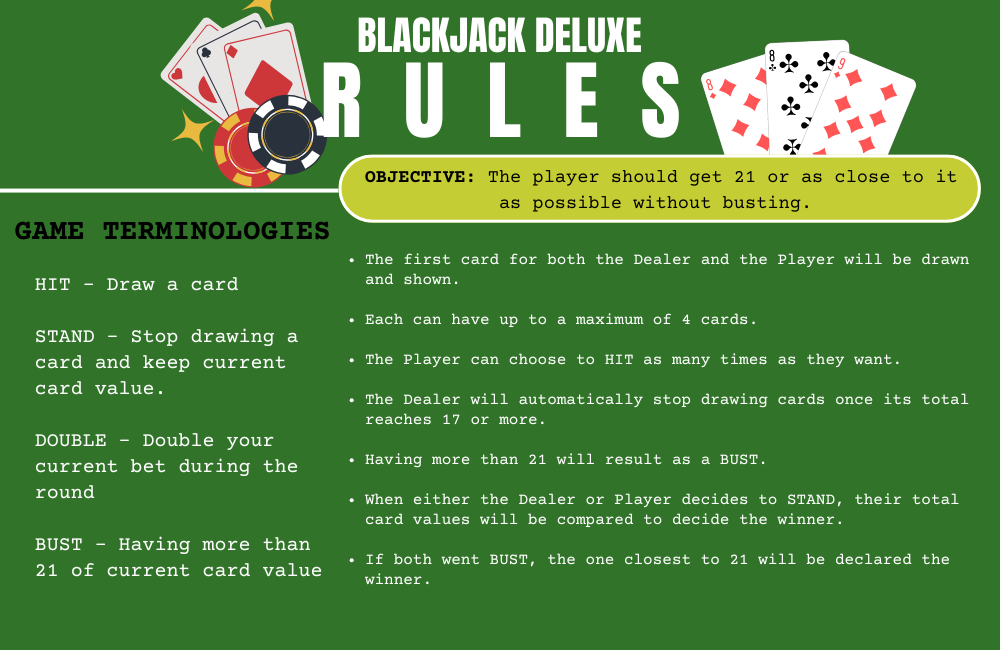 BLACKJACK DELUXE
RULES
8
8
9
OBJECTIVE: The player should get 21 or as close to it
as possible without busting.
GAME TERMINOLOGIES
HIT - Draw a card
STAND - Stop drawing a
card and keep current
card value.
DOUBLE - Double your
current bet during the
round
BUST - Having more than
21 of current card value
• The first card for both the Dealer and the Player will be drawn
and shown.
• Each can have up to a maximum of 4 cards.
• The Player can choose to HIT as many times as they want.
• The Dealer will automatically stop drawing cards once its total
reaches 17 or more.
• Having more than 21 will result as a BUST.
• When either the Dealer or Player decides to STAND, their total
card values will be compared to decide the winner.
• If both went BUST, the one closest to 21 will be declared the
winner.